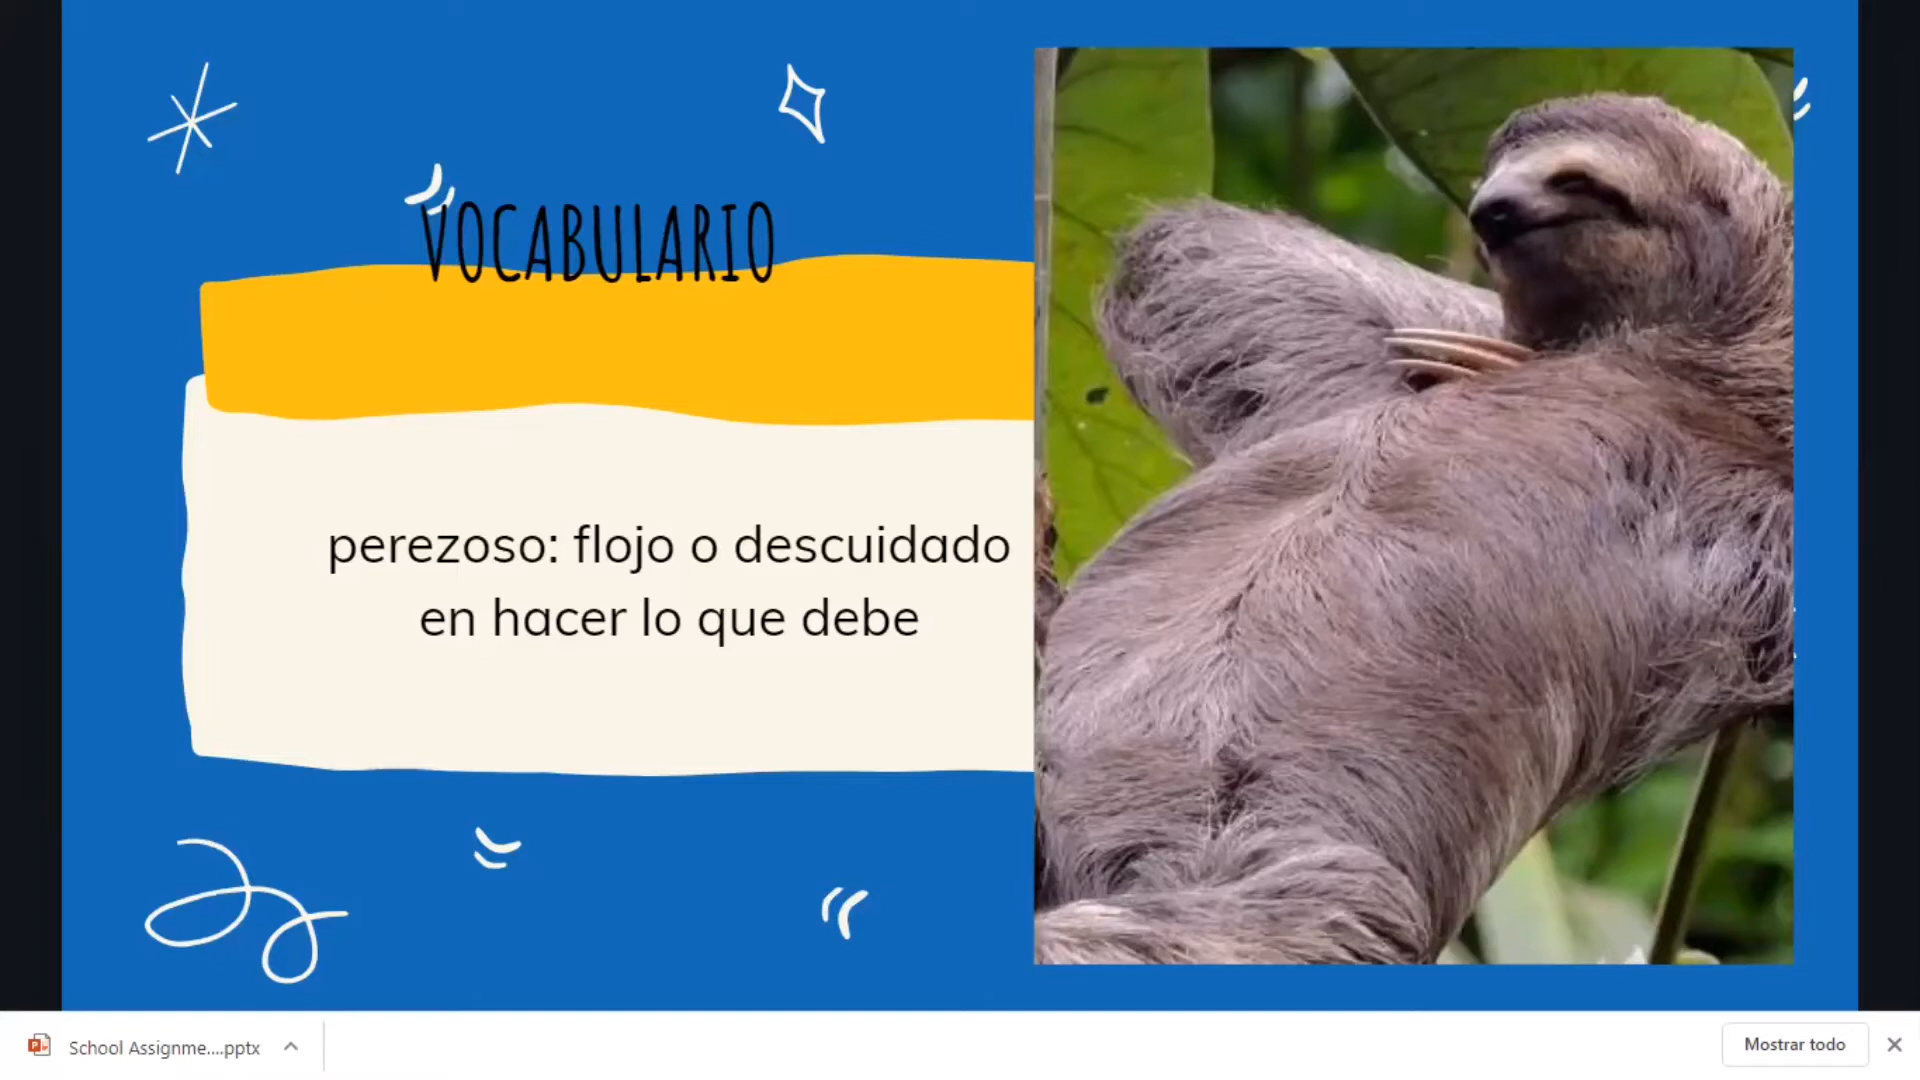 VOCABULARIO
perezoso: flojo o descuidado
en hacer lo que debe
School Assignme....pptx
Mostrar todo